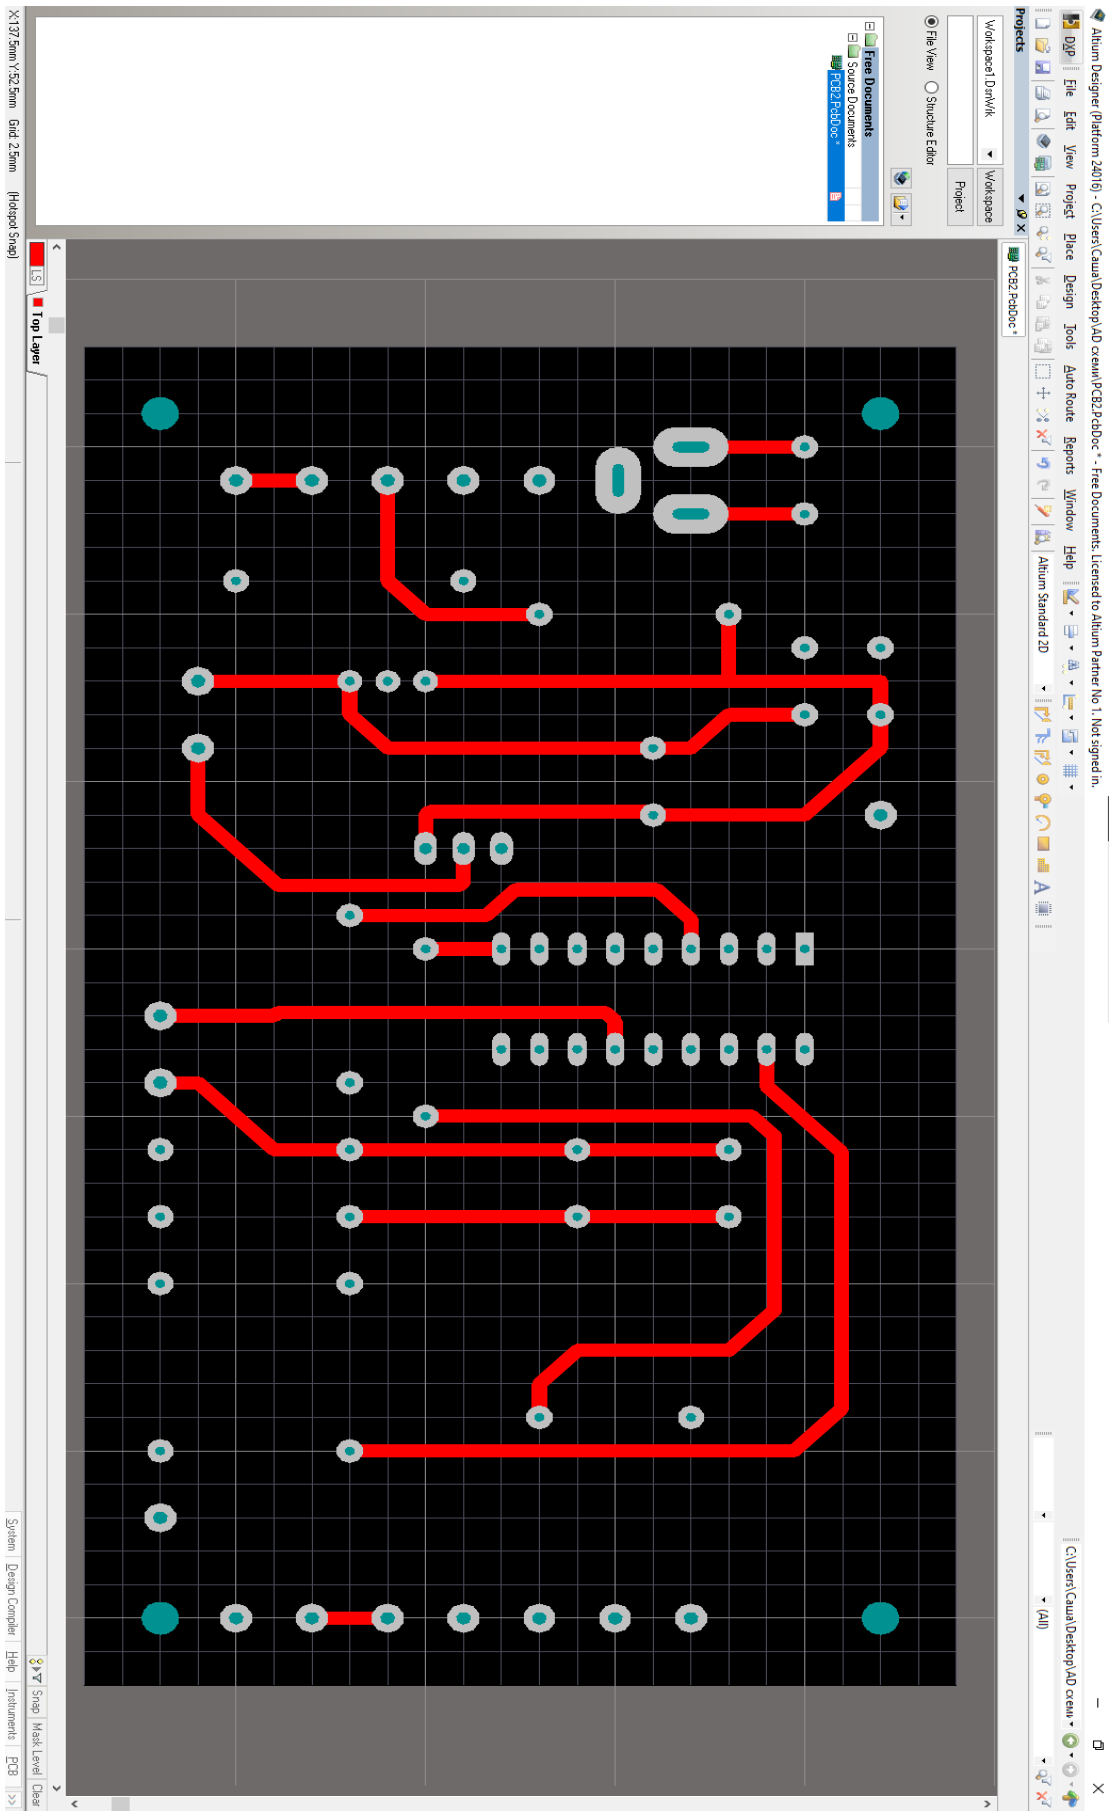 Altium Designer (Platform 24016) - C:\Users\Саша\Desktop\AD схеми\PCB2.PcbDoc * - Free Documents. Licensed to Altium Partner No 1. Not signed in.
DXP File Edit View Project Place Design Tools Auto Route Reports Window Help C:\Users\Саша\Desktop\AD схеми
Altium Standard 2D (All)
Projects
PCB2.PcbDoc *
Workspace1.DsnWrk Workspace
Project
File View Structure Editor
Free Documents
Source Documents
PCB2.PcbDoc *
LS Top Layer Snap Mask Level Clear
X:137.5mm Y:52.5mm Grid: 2.5mm (Hotspot Snap) System Design Compiler Help Instruments PCB >>